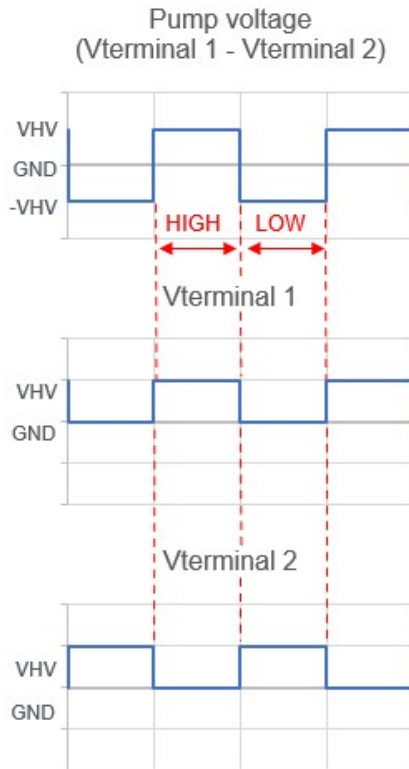 Pump voltage
(Vterminal 1 - Vterminal 2)
VHV
GND
-VHV
HIGH LOW
Vterminal 1
VHV
GND
Vterminal 2
VHV
GND